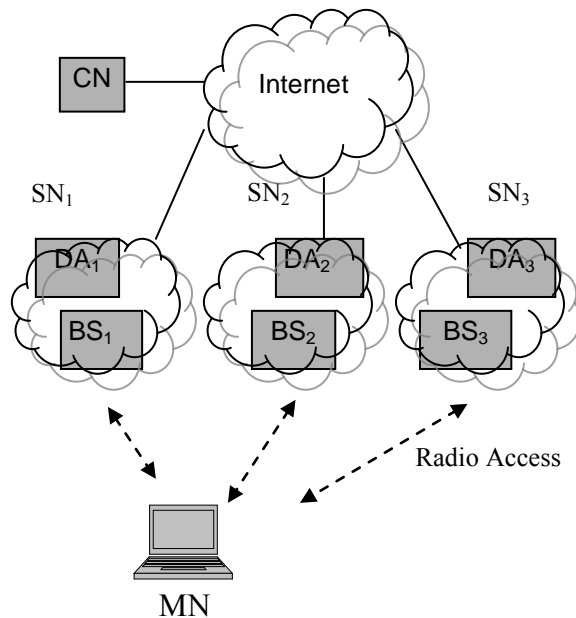 CN
Internet
SN₁
SN₂
SN₃
DA₁
DA₂
DA₃
BS₁
BS₂
BS₃
Radio Access
MN